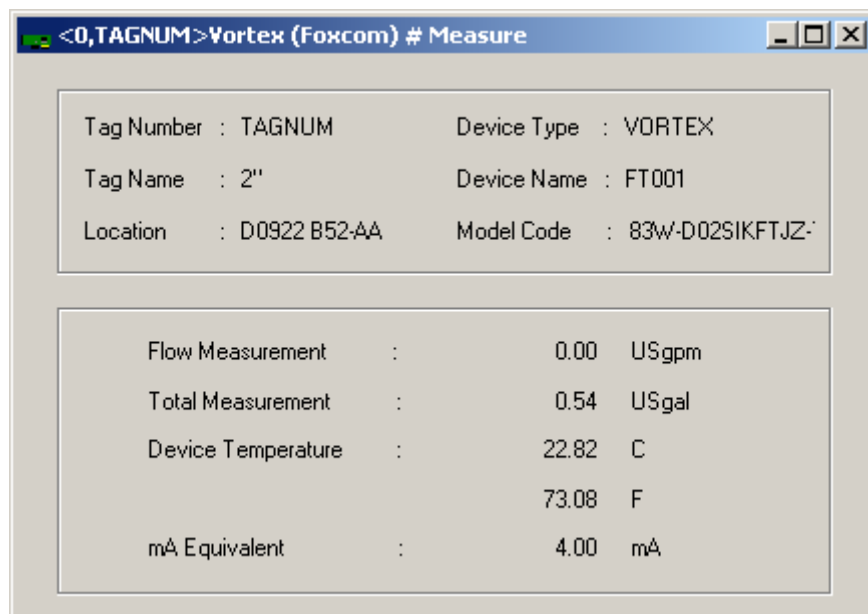 <0,TAGNUM>Vortex (Foxcom) # Measure
Tag Number : TAGNUM Device Type : VORTEX
Tag Name : 2" Device Name : FT001
Location : D0922 B52-AA Model Code : 83W-D02SIKFTJZ-
Flow Measurement : 0.00 USgpm
Total Measurement : 0.54 USgal
Device Temperature : 22.82 C
73.08 F
mA Equivalent : 4.00 mA